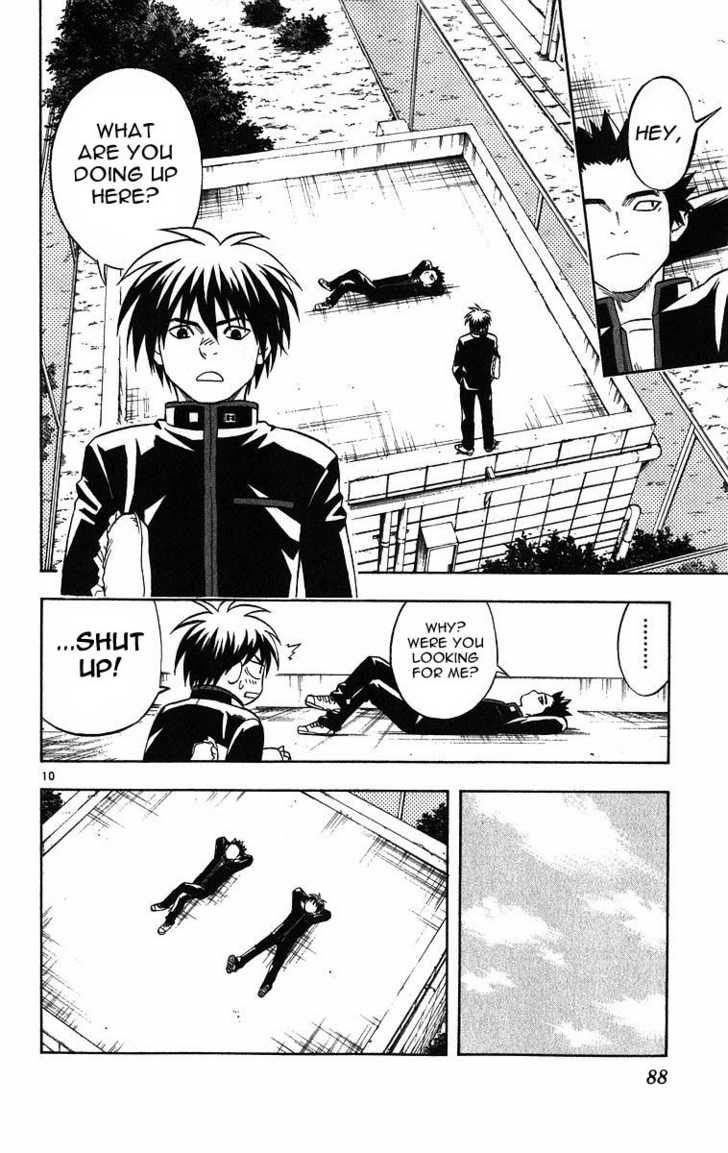 HEY,
WHAT
ARE YOU
DOING UP
HERE?
........
WHY?
WERE YOU
LOOKING
FOR ME?
...SHUT
UP!
10
88